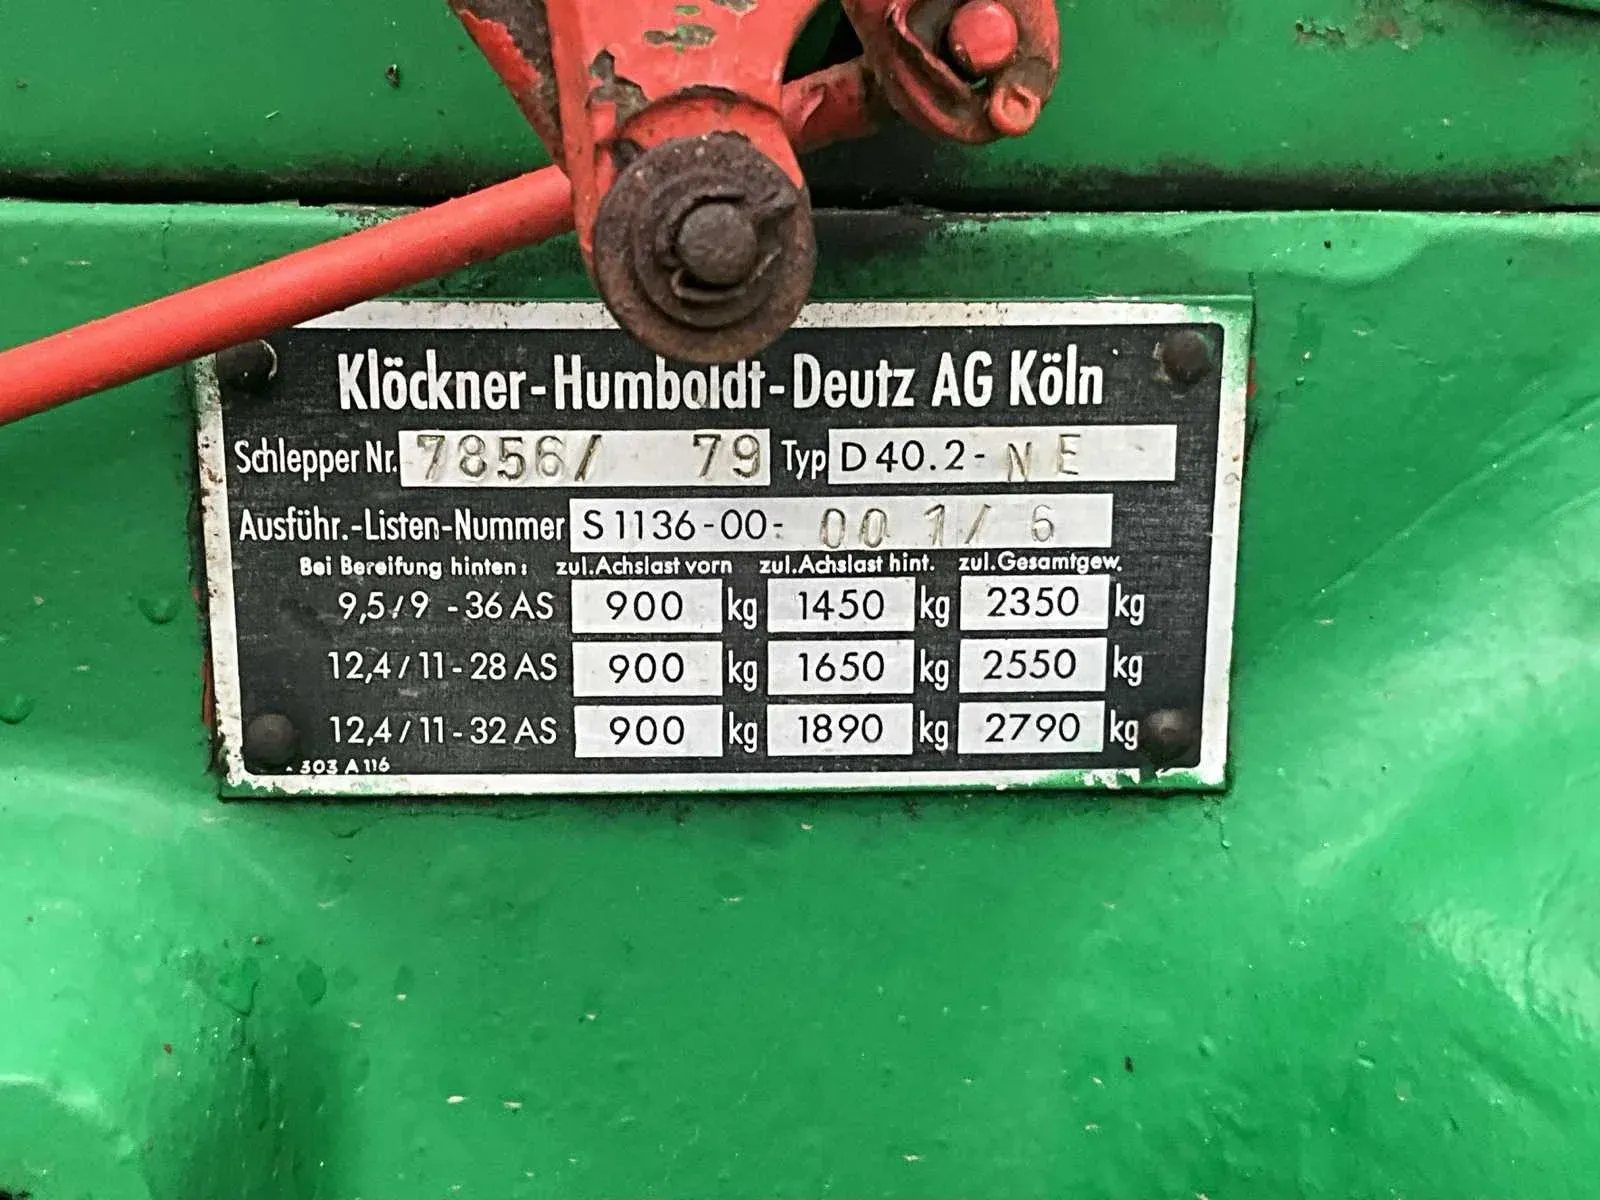 Klöckner-Humboldt-Deutz AG Köln
Schlepper Nr. 7856/ 79 Typ D 40.2- NE
Ausführ.-Listen-Nummer S 1136-00- 00 1/ 6
Bei Bereifung hinten: zul.Achslast vorn zul.Achslast hint. zul.Gesamtgew.
9,5/9 -36 AS 900 kg 1450 kg 2350 kg
12,4/11-28 AS 900 kg 1650 kg 2550 kg
12,4/11-32 AS 900 kg 1890 kg 2790 kg
303 A 116